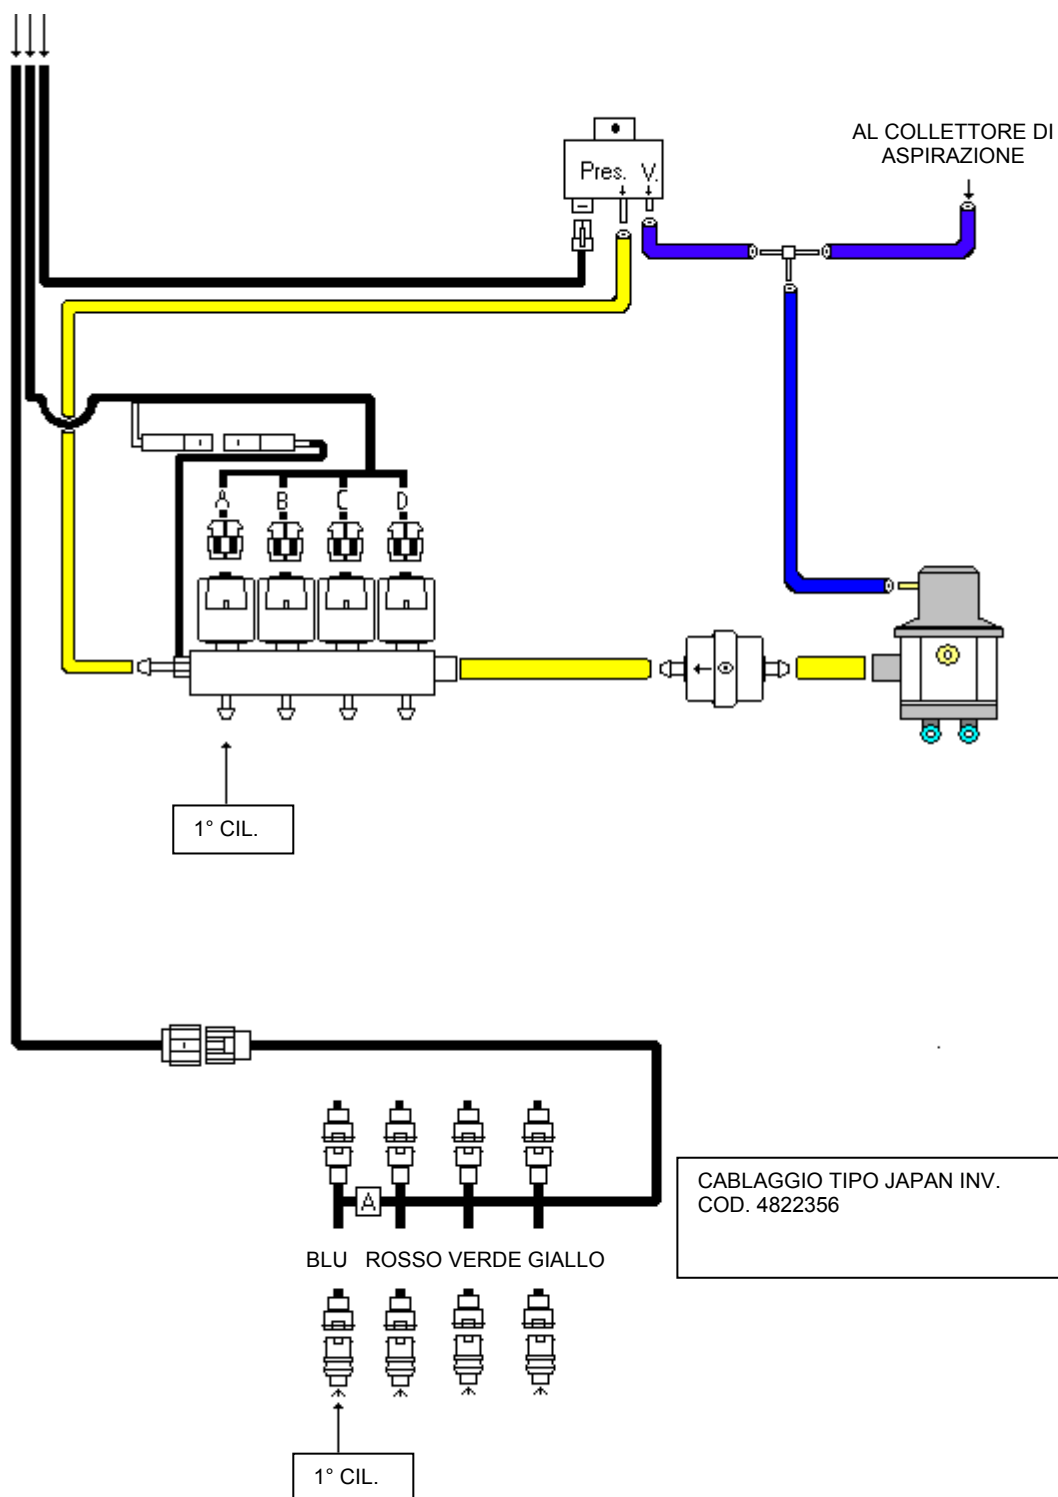 AL COLLETTORE DI
ASPIRAZIONE
Pres. V.
A B C D
1° CIL.
A
CABLAGGIO TIPO JAPAN INV.
COD. 4822356
BLU ROSSO VERDE GIALLO
1° CIL.